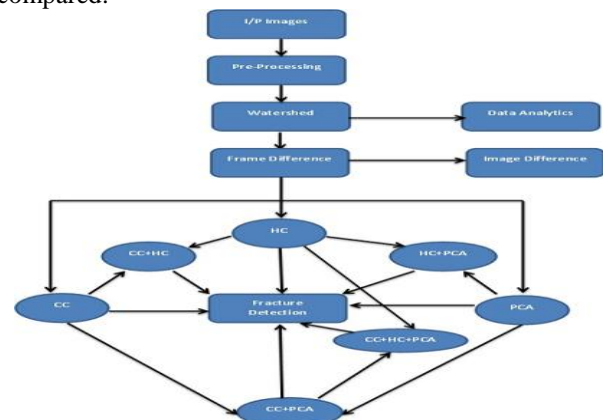 compared.
I/P Images
Pre-Processing
Watershed
Data Analytics
Frame Difference
Image Difference
HC
CC+HC
HC+PCA
CC
Fracture
Detection
PCA
CC+HC+PCA
CC+PCA